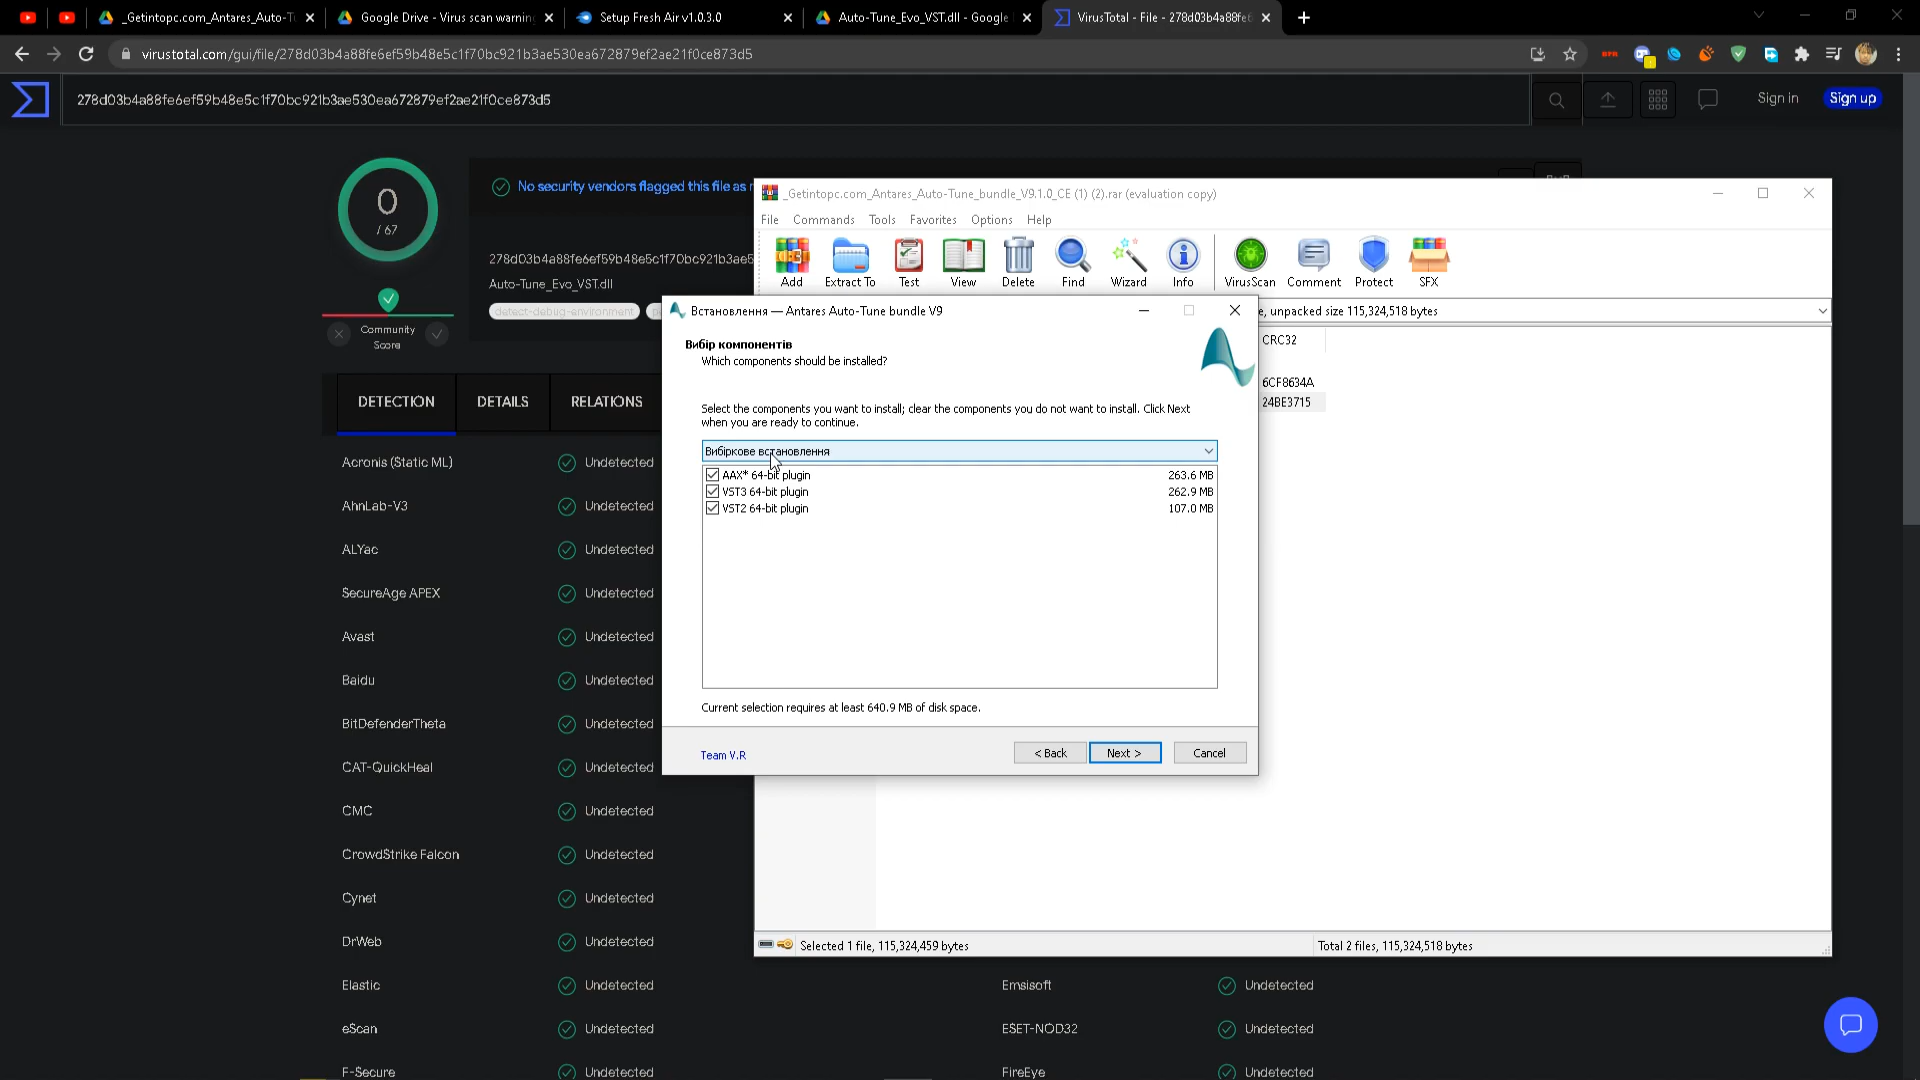 _Getintopc.com_Antares_Auto-T
Google Drive - Virus scan warnin
Setup Fresh Air v1.0.3.0
Auto-Tune_Evo_VST.dll - Google
VirusTotal - File - 278d03b4a88fe6
virustotal.com/gui/file/278d03b4a88fe6ef59b48e5c1f70bc921b3ae530ea672879ef2ae21f0ce873d5
278d03b4a88fe6ef59b48e5c1f70bc921b3ae530ea672879ef2ae21f0ce873d5
Sign in
Sign up
0
/ 67
Community
Score
No security vendors flagged this file as
278d03b4a88fe6ef59b48e5c1f70bc921b3ae5
Auto-Tune_Evo_VST.dll
detect-debug-environment
DETECTION
DETAILS
RELATIONS
Acronis (Static ML) Undetected
AhnLab-V3 Undetected
ALYac Undetected
SecureAge APEX Undetected
Avast Undetected
Baidu Undetected
BitDefenderTheta Undetected
CAT-QuickHeal Undetected
CMC Undetected
CrowdStrike Falcon Undetected
Cynet Undetected
DrWeb Undetected
Elastic Undetected
Emsisoft Undetected
eScan Undetected
ESET-NOD32 Undetected
F-Secure Undetected
FireEye Undetected
_Getintopc.com_Antares_Auto-Tune_bundle_V9.1.0_CE (1) (2).rar (evaluation copy)
File Commands Tools Favorites Options Help
Add
Extract To
Test
View
Delete
Find
Wizard
Info
VirusScan
Comment
Protect
SFX
e, unpacked size 115,324,518 bytes
CRC32
6CF8634A
24BE3715
Selected 1 file, 115,324,459 bytes
Total 2 files, 115,324,518 bytes
Встановлення — Antares Auto-Tune bundle V9
Вибір компонентів
Which components should be installed?
Select the components you want to install; clear the components you do not want to install. Click Next
when you are ready to continue.
Вибіркове встановлення
AAX* 64-bit plugin 263.6 MB
VST3 64-bit plugin 262.9 MB
VST2 64-bit plugin 107.0 MB
Current selection requires at least 640.9 MB of disk space.
Team V.R
< Back
Next >
Cancel